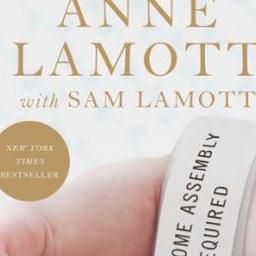 ANNE
LAMOTT
with SAM LAMOTT
NEW YORK
TIMES
BESTSELLER
OME ASSEMBLY
EQUIRED